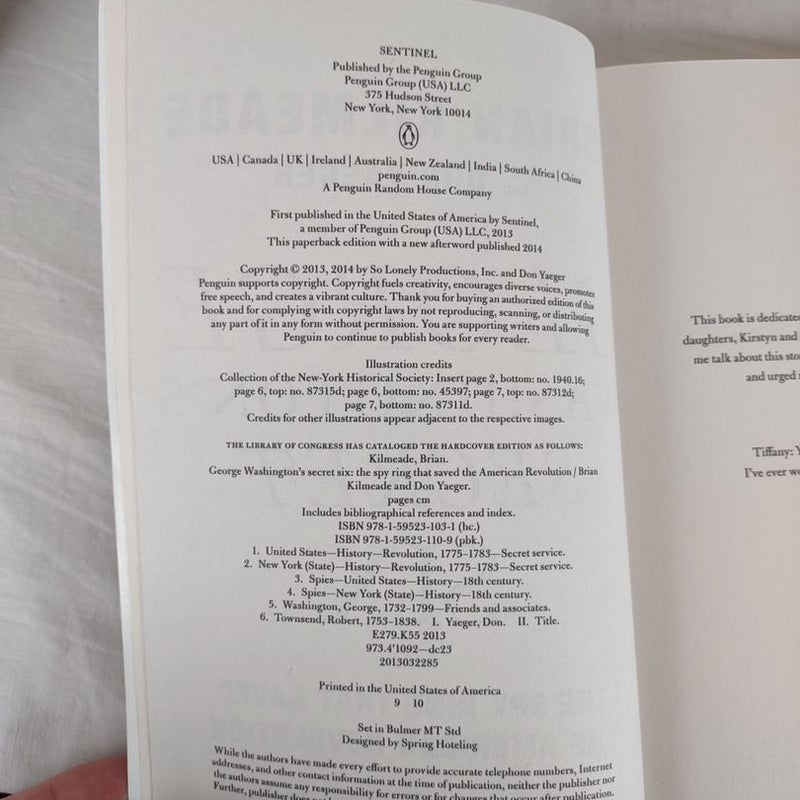 SENTINEL
Published by the Penguin Group
Penguin Group (USA) LLC
375 Hudson Street
New York, New York 10014
USA | Canada | UK | Ireland | Australia | New Zealand | India | South Africa | China
penguin.com
A Penguin Random House Company
First published in the United States of America by Sentinel,
a member of Penguin Group (USA) LLC, 2013
This paperback edition with a new afterword published 2014
Copyright © 2013, 2014 by So Lonely Productions, Inc. and Don Yaeger
Penguin supports copyright. Copyright fuels creativity, encourages diverse voices, promotes
free speech, and creates a vibrant culture. Thank you for buying an authorized edition of this
book and for complying with copyright laws by not reproducing, scanning, or distributing
any part of it in any form without permission. You are supporting writers and allowing
Penguin to continue to publish books for every reader.
Illustration credits
Collection of the New-York Historical Society: Insert page 2, bottom: no. 1940.16;
page 6, top: no. 87315d; page 6, bottom: no. 45397; page 7, top: no. 87312d;
page 7, bottom: no. 87311d.
Credits for other illustrations appear adjacent to the respective images.
THE LIBRARY OF CONGRESS HAS CATALOGED THE HARDCOVER EDITION AS FOLLOWS:
Kilmeade, Brian.
George Washington's secret six: the spy ring that saved the American Revolution / Brian
Kilmeade and Don Yaeger.
pages cm
Includes bibliographical references and index.
ISBN 978-1-59523-103-1 (hc.)
ISBN 978-1-59523-110-9 (pbk.)
1. United States—History—Revolution, 1775–1783—Secret service.
2. New York (State)—History—Revolution, 1775–1783—Secret service.
3. Spies—United States—History—18th century.
4. Spies—New York (State)—History—18th century.
5. Washington, George, 1732–1799—Friends and associates.
6. Townsend, Robert, 1753–1838. I. Yaeger, Don. II. Title.
E279.K55 2013
973.4'1092—dc23
2013032285
Printed in the United States of America
9 10
Set in Bulmer MT Std
Designed by Spring Hoteling
While the authors have made every effort to provide accurate telephone numbers, Internet
addresses, and other contact information at the time of publication, neither the publisher nor
the authors assume any responsibility for errors or for changes that occur after publication.
Further, publisher does
This book is dedicated
daughters, Kirstyn and
me talk about this
and urged
Tiffany:
I've ever